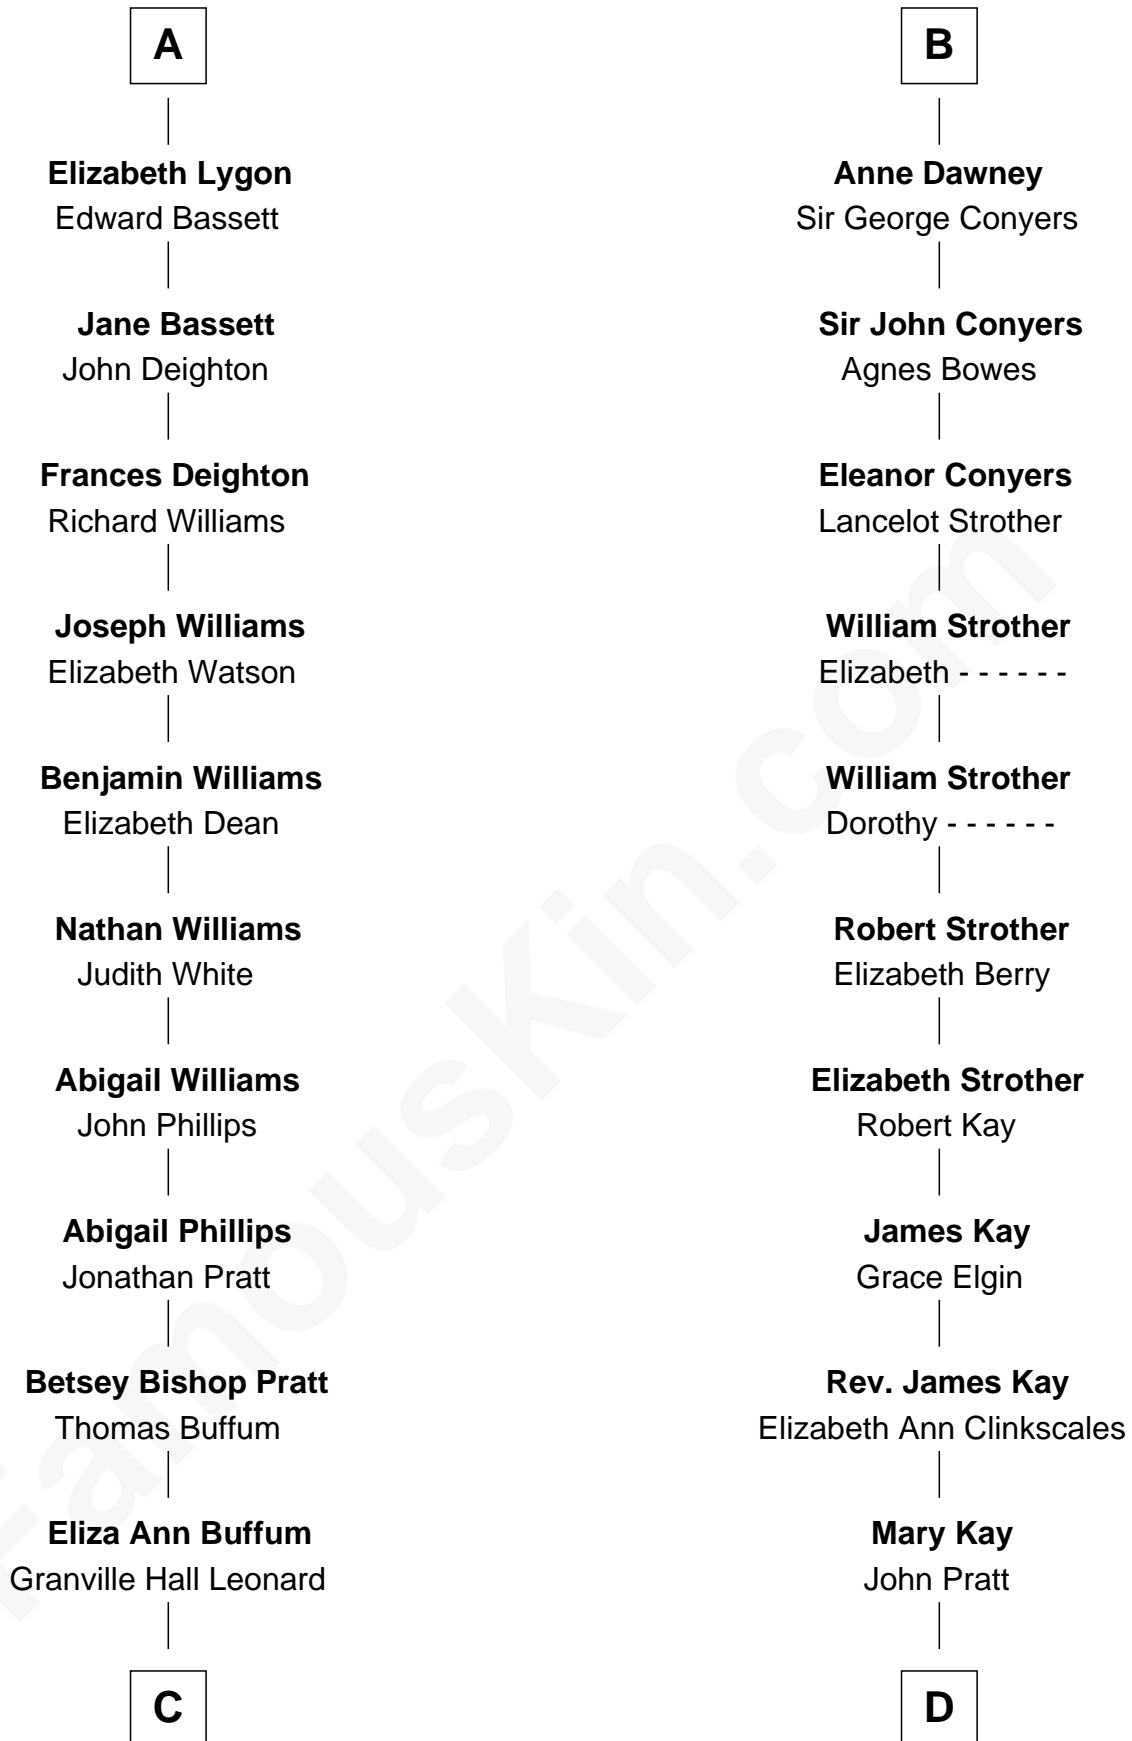 A
Elizabeth Lygon
Edward Bassett
Jane Bassett
John Deighton
Frances Deighton
Richard Williams
Joseph Williams
Elizabeth Watson
Benjamin Williams
Elizabeth Dean
Nathan Williams
Judith White
Abigail Williams
John Phillips
Abigail Phillips
Jonathan Pratt
Betsey Bishop Pratt
Thomas Buffum
Eliza Ann Buffum
Granville Hall Leonard
C
B
Anne Dawney
Sir George Conyers
Sir John Conyers
Agnes Bowes
Eleanor Conyers
Lancelot Strother
William Strother
Elizabeth - - - - - -
William Strother
Dorothy - - - - - -
Robert Strother
Elizabeth Berry
Elizabeth Strother
Robert Kay
James Kay
Grace Elgin
Rev. James Kay
Elizabeth Ann Clinkscales
Mary Kay
John Pratt
D
FamousKin.com